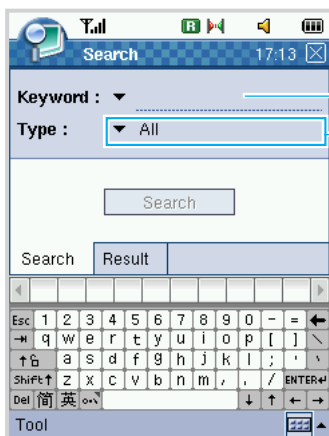 R
Search 17:13
Keyword :
Type : All
Search
Search Result
Esc 1 2 3 4 5 6 7 8 9 0 - =
q w e r t y u i o p [ ] \
a s d f g h j k l ; '
Shift z x c v b n m , . / ENTER
Del 简 英
Tool